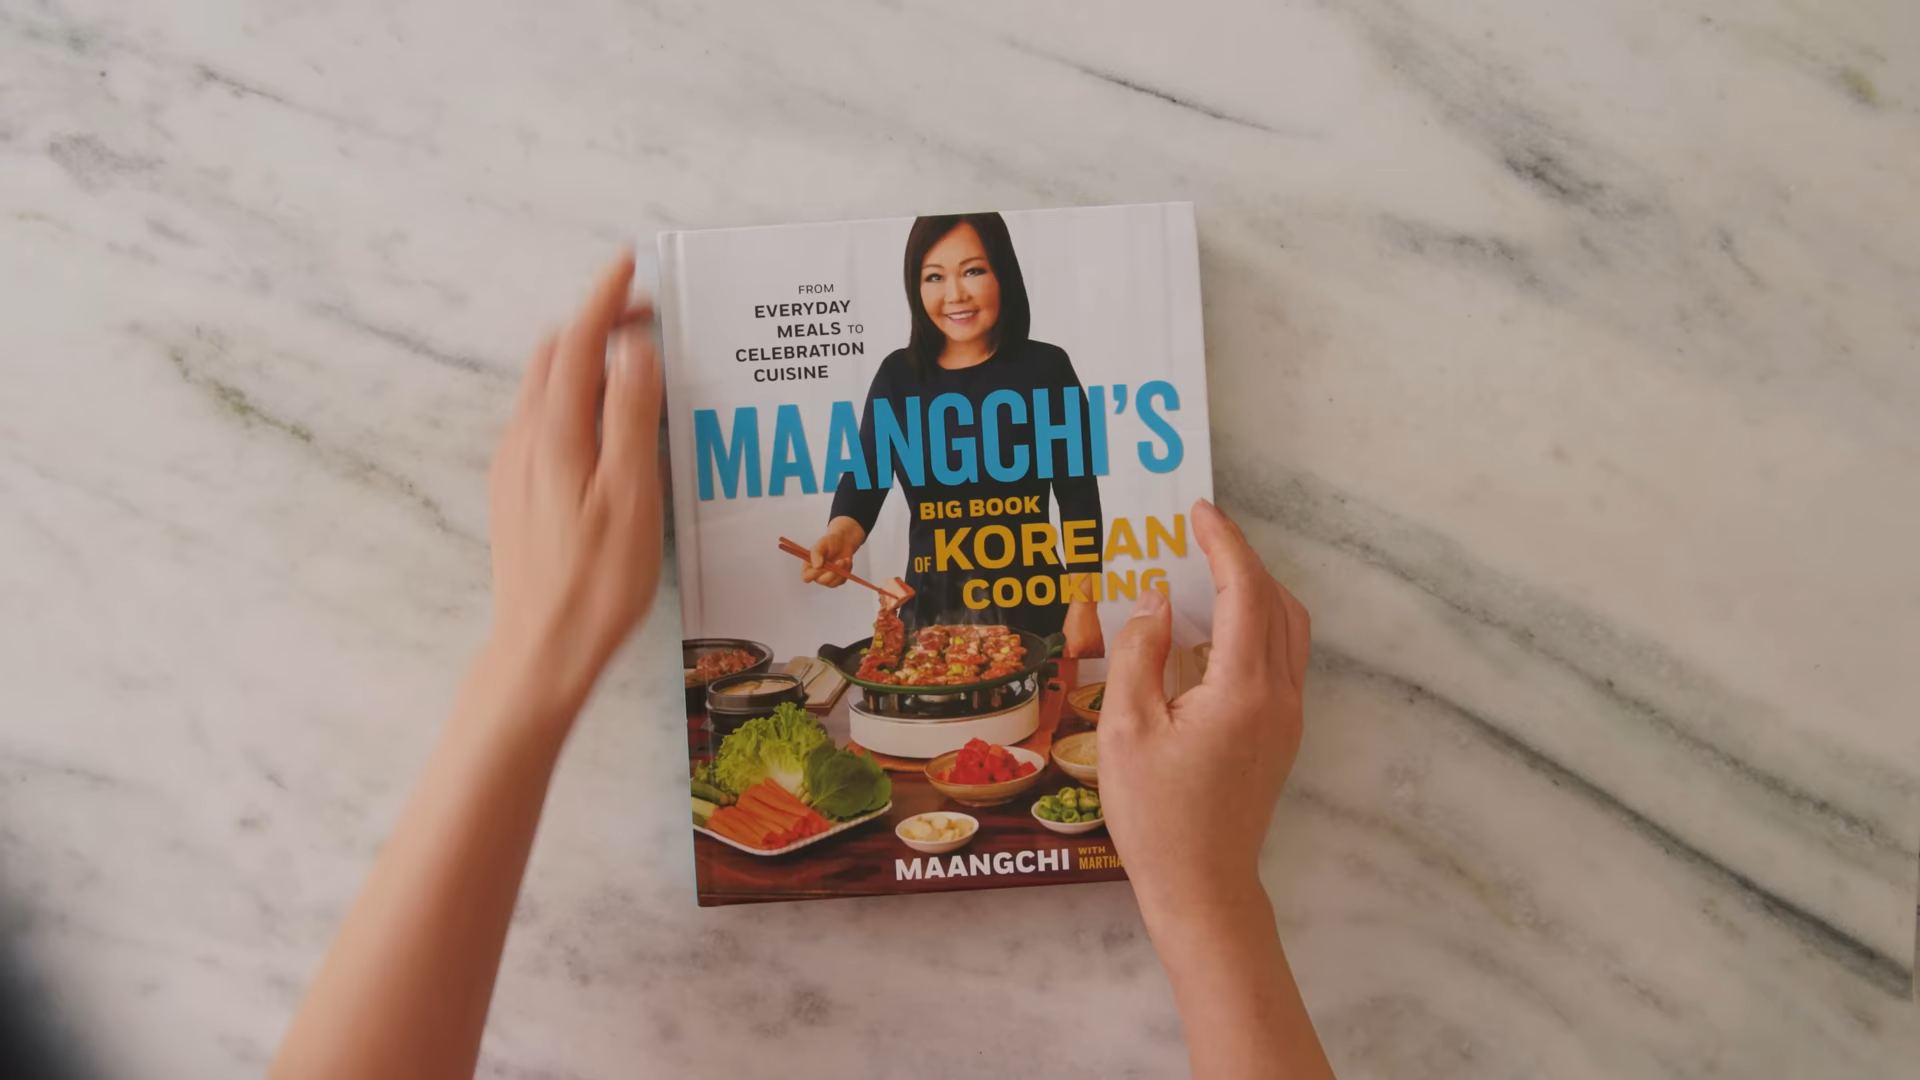 FROM
EVERYDAY
MEALS TO
CELEBRATION
CUISINE
MAANGCHI'S
BIG BOOK
OF KOREAN
COOKING
MAANGCHI WITH
MARTHA